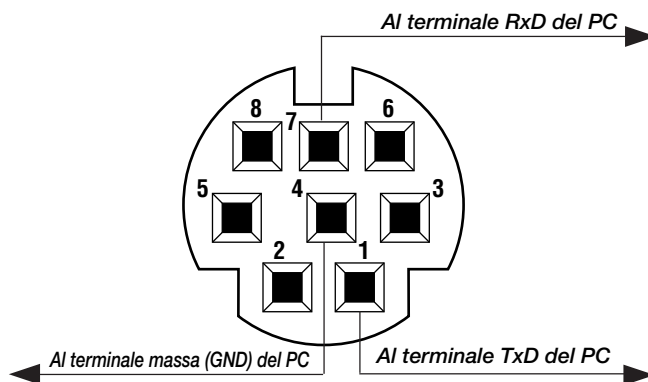 Al terminale RxD del PC
8 7 6
5 4 3
2 1
Al terminale massa (GND) del PC
Al terminale TxD del PC